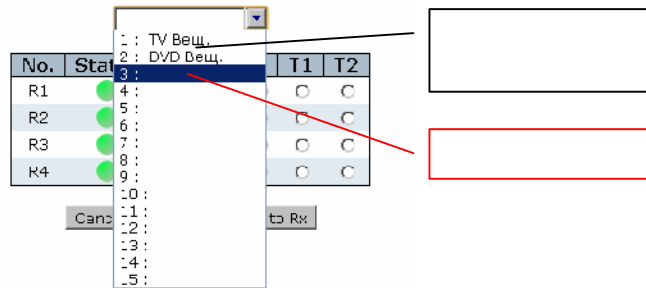 1 : TV Вещ.
2 : DVD Вещ.
No. Stat T1 T2
3 :
R1 4 :
5 :
R2 6 :
R3 7 :
8 :
R4 9 :
10 :
Canc 11 : to Rx
12 :
13 :
14 :
15 :